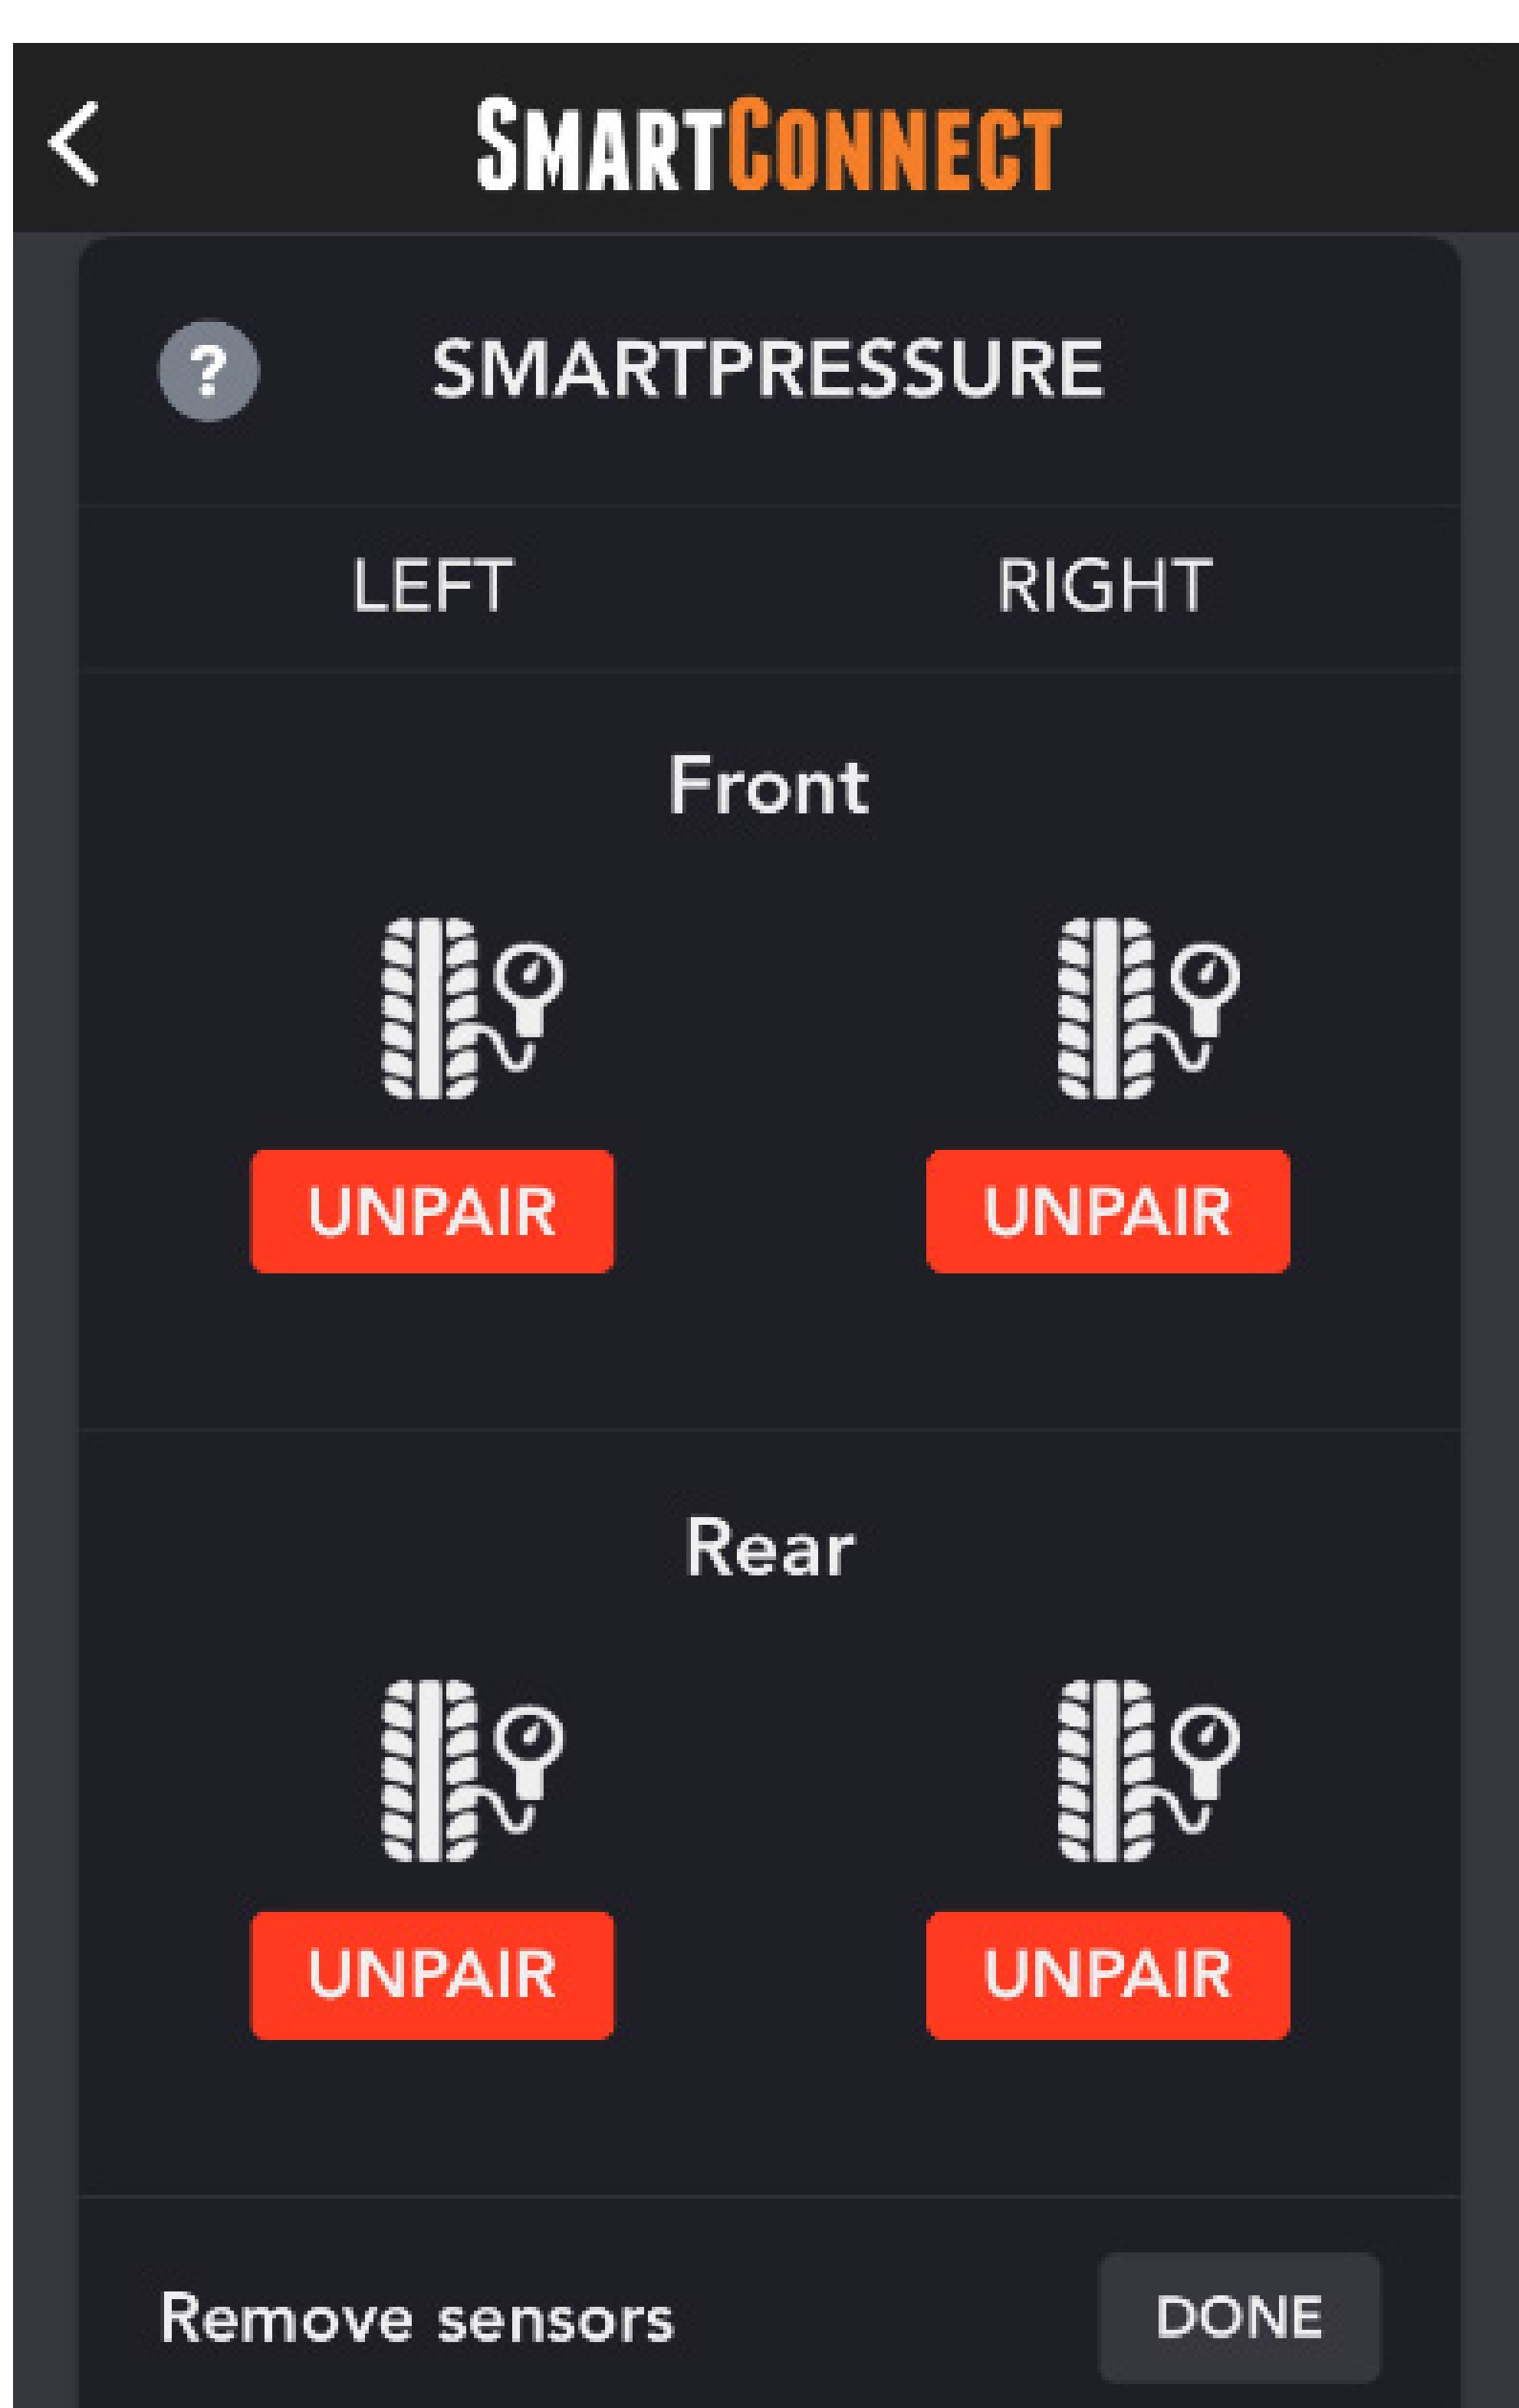 SMARTCONNECT
? SMARTPRESSURE
LEFT RIGHT
Front
UNPAIR UNPAIR
Rear
UNPAIR UNPAIR
Remove sensors DONE